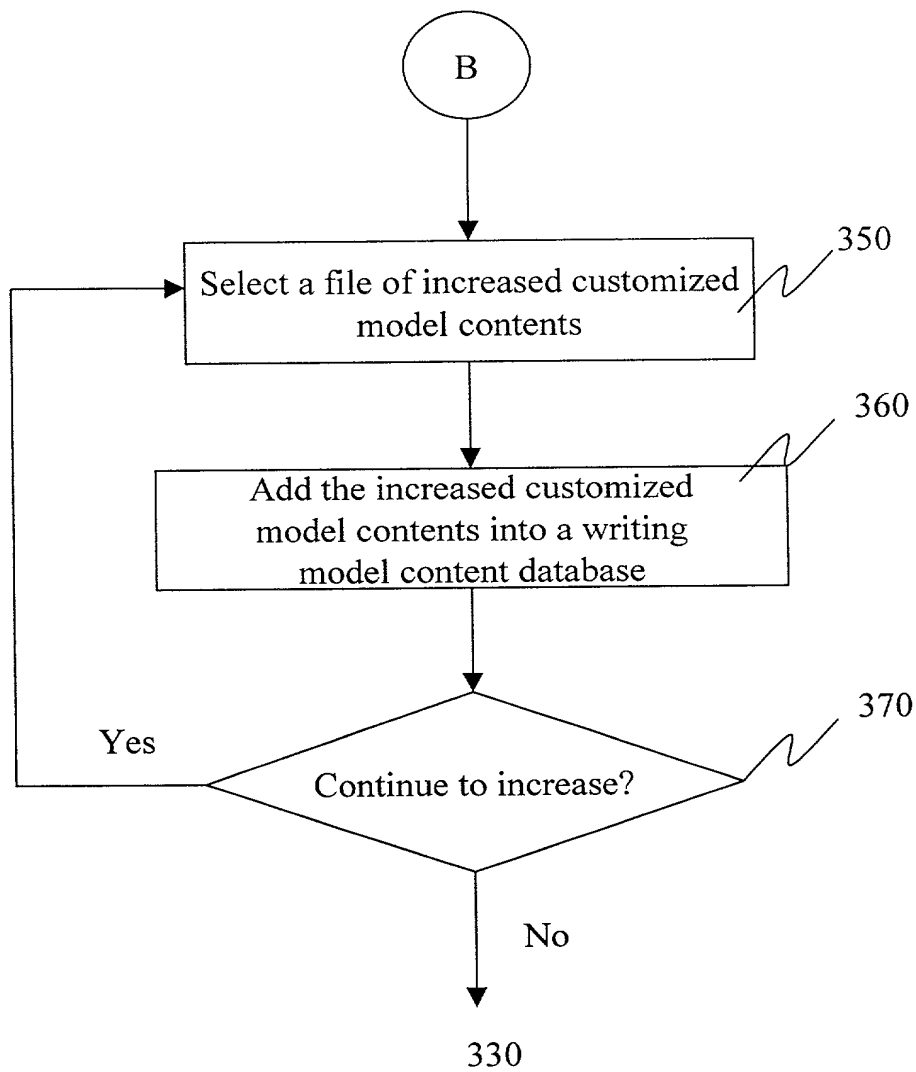 B
350
Select a file of increased customized
model contents
360
Add the increased customized
model contents into a writing
model content database
370
Yes
Continue to increase?
No
330